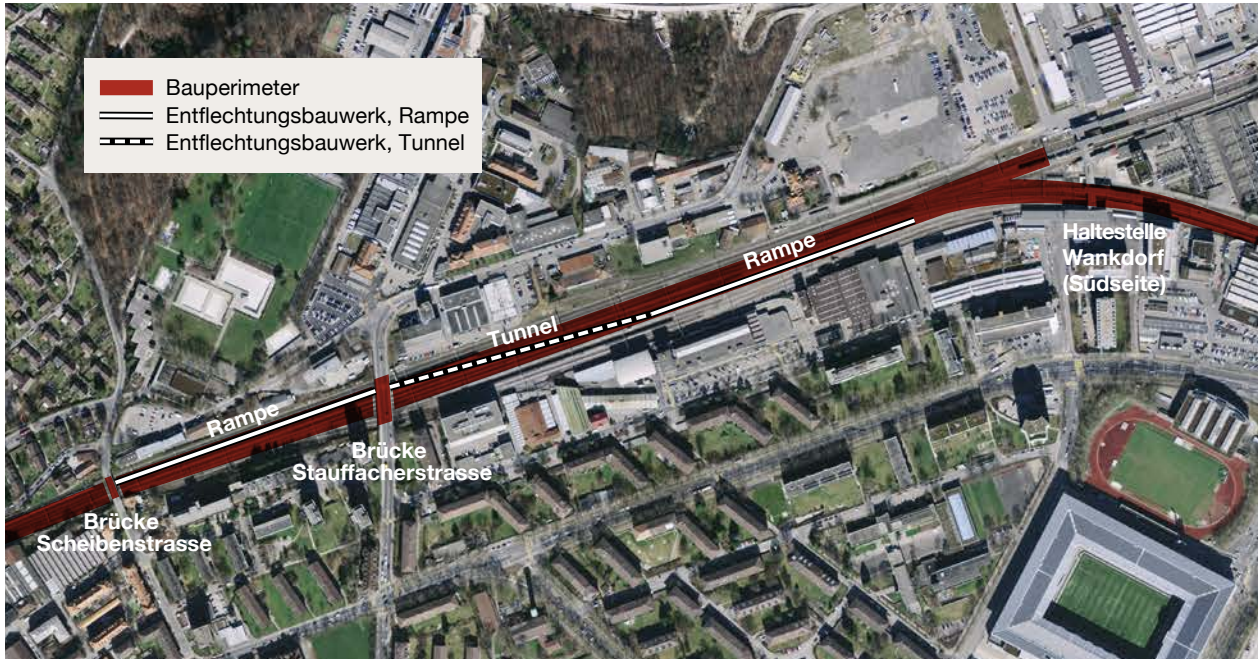 Bauperimeter
Entflechtungsbauwerk, Rampe
Entflechtungsbauwerk, Tunnel
Rampe
Haltestelle
Wankdorf
(Südseite)
Tunnel
Rampe
Brücke
Stauffacherstrasse
Brücke
Scheibenstrasse